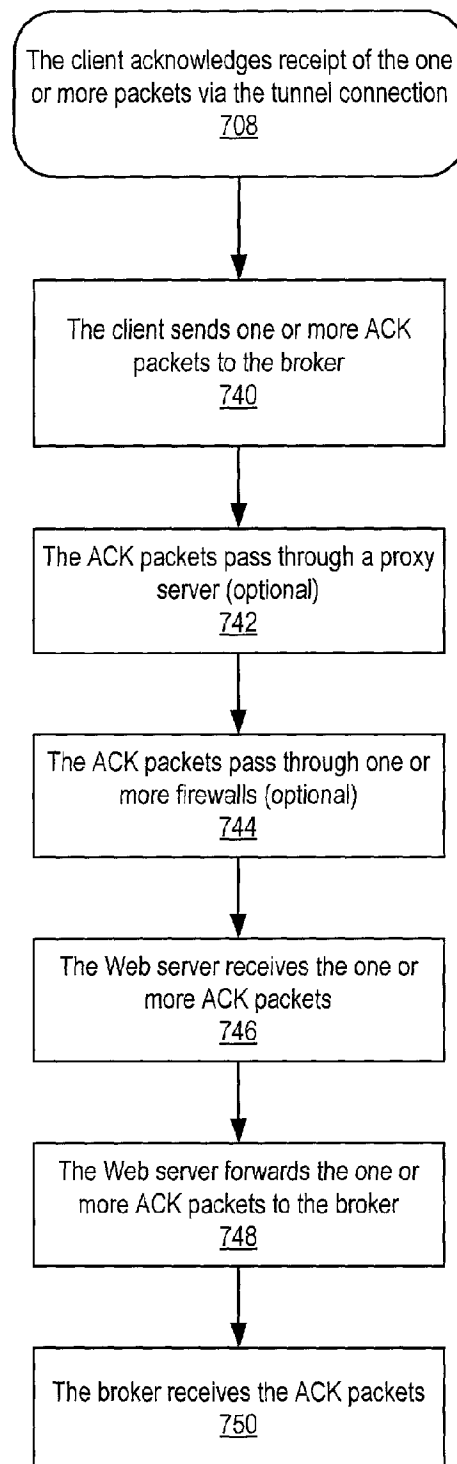 The client acknowledges receipt of the one
or more packets via the tunnel connection
708
The client sends one or more ACK
packets to the broker
740
The ACK packets pass through a proxy
server (optional)
742
The ACK packets pass through one or
more firewalls (optional)
744
The Web server receives the one or
more ACK packets
746
The Web server forwards the one or
more ACK packets to the broker
748
The broker receives the ACK packets
750